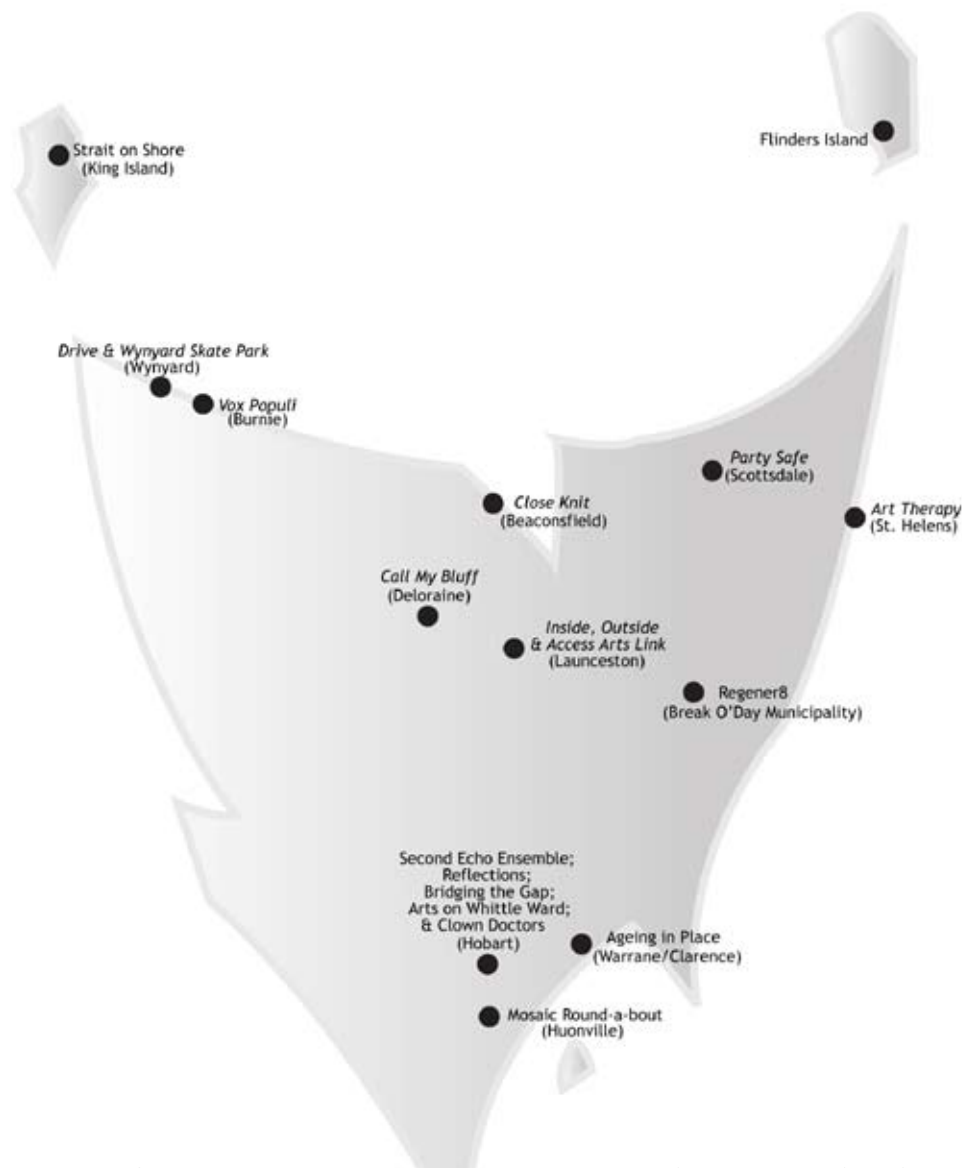 Strait on Shore
(King Island)
Flinders Island
Drive & Wynyard Skate Park
(Wynyard)
Vox Populi
(Burnie)
Party Safe
(Scottsdale)
Close Knit
(Beaconsfield)
Art Therapy
(St. Helens)
Call My Bluff
(Deloraine)
Inside, Outside
& Access Arts Link
(Launceston)
Regener8
(Break O'Day Municipality)
Second Echo Ensemble;
Reflections;
Bridging the Gap;
Arts on Whittle Ward;
& Clown Doctors
(Hobart)
Ageing in Place
(Warrane/Clarence)
Mosaic Round-a-bout
(Huonville)